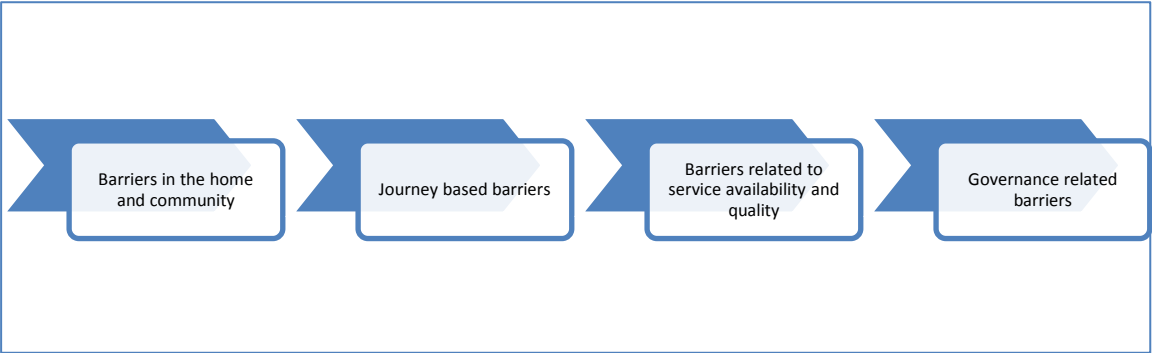 Barriers in the home
and community
Journey based barriers
Barriers related to
service availability and
quality
Governance related
barriers